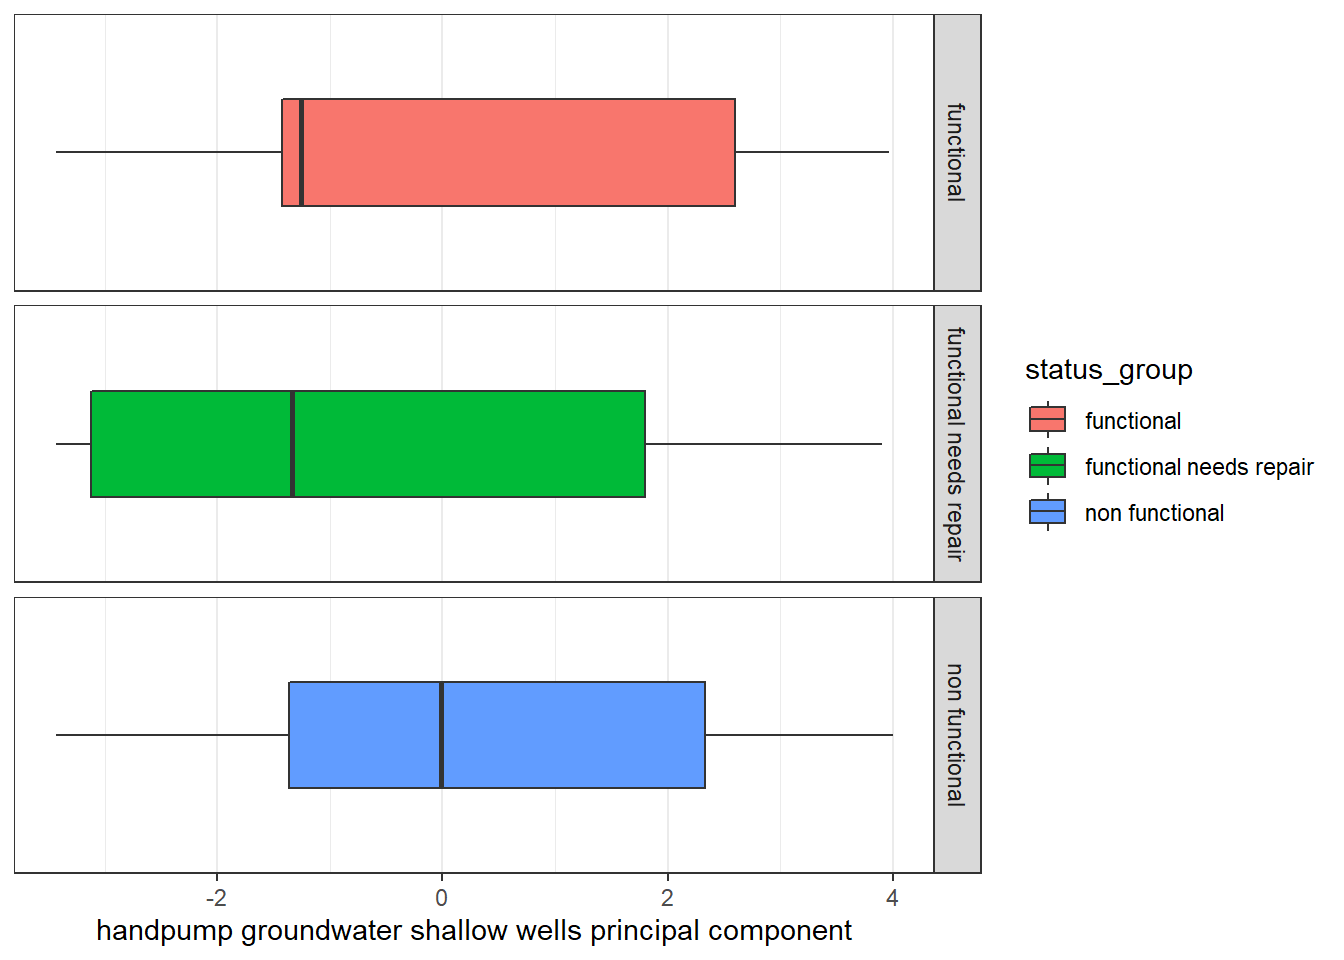 functional
functional needs repair
non functional
-2
0
2
4
handpump groundwater shallow wells principal component
status_group
functional
functional needs repair
non functional